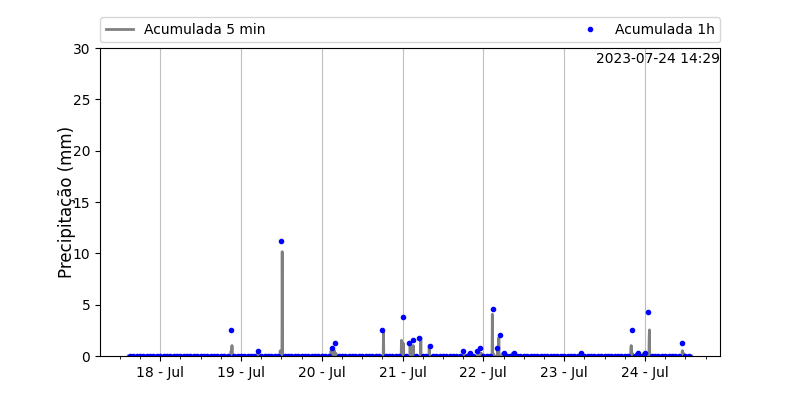 Acumulada 5 min Acumulada 1h
2023-07-24 14:29
30
25
20
15
10
5
0
Precipitação (mm)
18 - Jul 19 - Jul 20 - Jul 21 - Jul 22 - Jul 23 - Jul 24 - Jul